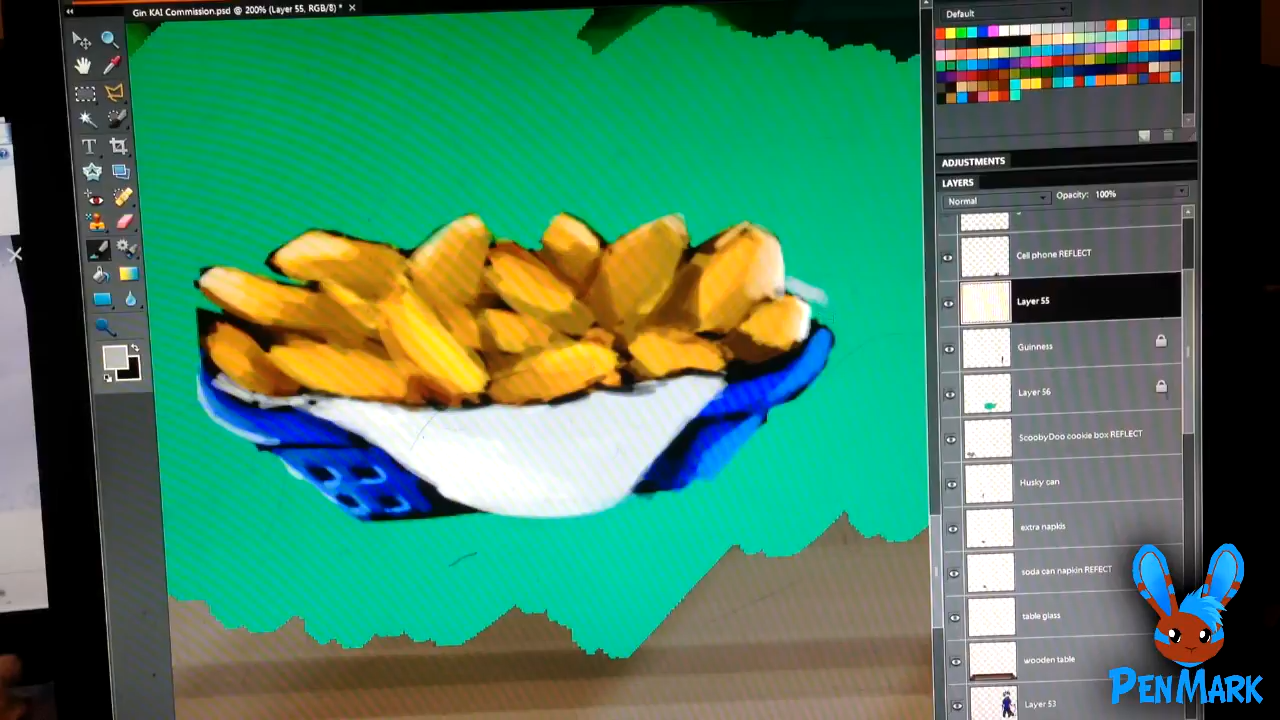 Gin KAI Commission.psd @ 200% (Layer 55, RGB/8) *
Default
ADJUSTMENTS
LAYERS
Normal
Opacity: 100%
Cell phone REFLECT
Layer 55
Guinness
Layer 56
ScoobyDoo cookie box REFLECT
Husky can
extra napkis
soda can napkin REFECT
table glass
wooden table
Layer 53
PENMARK